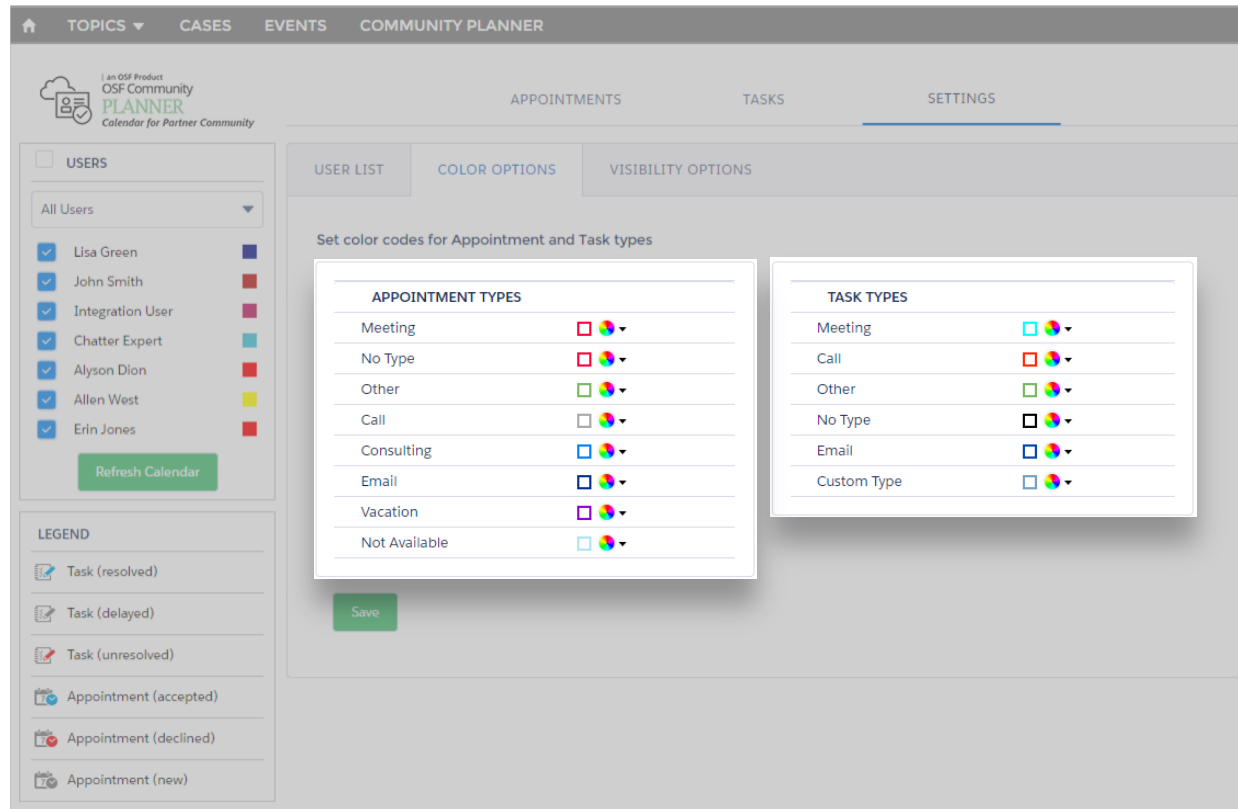 TOPICS CASES EVENTS COMMUNITY PLANNER
| an OSF Product
OSF Community
PLANNER
Calendar for Partner Community
APPOINTMENTS TASKS SETTINGS
USERS
All Users
Lisa Green
John Smith
Integration User
Chatter Expert
Alyson Dion
Allen West
Erin Jones
Refresh Calendar
LEGEND
Task (resolved)
Task (delayed)
Task (unresolved)
Appointment (accepted)
Appointment (declined)
Appointment (new)
USER LIST COLOR OPTIONS VISIBILITY OPTIONS
Set color codes for Appointment and Task types
APPOINTMENT TYPES
Meeting
No Type
Other
Call
Consulting
Email
Vacation
Not Available
TASK TYPES
Meeting
Call
Other
No Type
Email
Custom Type
Save